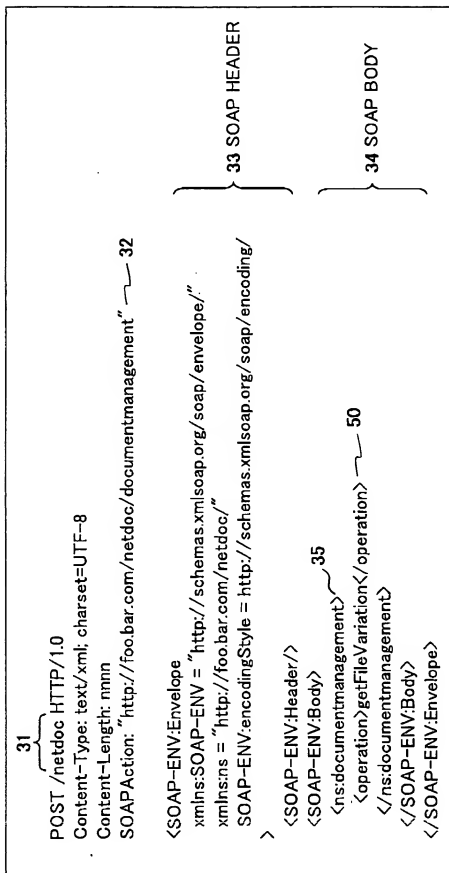 31
POST /netdoc HTTP/1.0
Content-Type: text/xml; charset=UTF-8
Content-Length: nnnn
SOAPAction: "http://foo.bar.com/netdoc/documentmanagement" 32
<SOAP-ENV:Envelope
xmlns:SOAP-ENV = "http://schemas.xmlsoap.org/soap/envelope/"
xmlns:ns = "http://foo.bar.com/netdoc/"
SOAP-ENV:encodingStyle = http://schemas.xmlsoap.org/soap/encoding/
>
33 SOAP HEADER
<SOAP-ENV:Header/>
<SOAP-ENV:Body>
<ns:documentmanagement> 35
<operation>getFileVariation</operation> 50
</ns:documentmanagement>
</SOAP-ENV:Body>
</SOAP-ENV:Envelope>
34 SOAP BODY